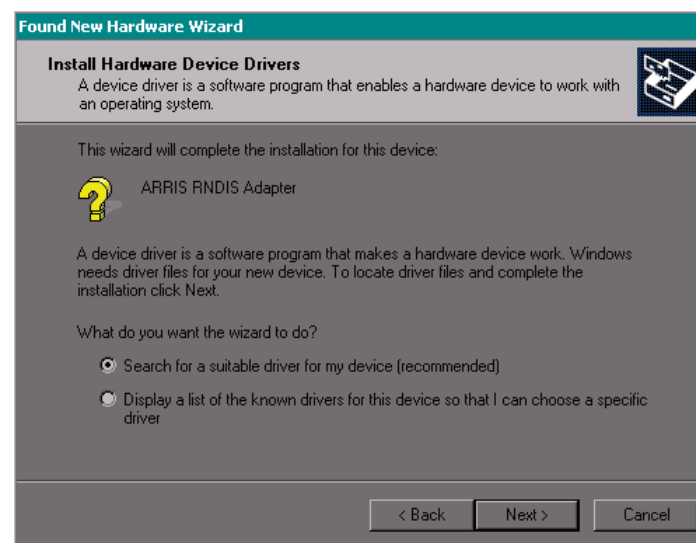 Found New Hardware Wizard
Install Hardware Device Drivers
A device driver is a software program that enables a hardware device to work with
an operating system.
This wizard will complete the installation for this device:
ARRIS RNDIS Adapter
A device driver is a software program that makes a hardware device work. Windows
needs driver files for your new device. To locate driver files and complete the
installation click Next.
What do you want the wizard to do?
Search for a suitable driver for my device (recommended)
Display a list of the known drivers for this device so that I can choose a specific
driver
< Back Next > Cancel